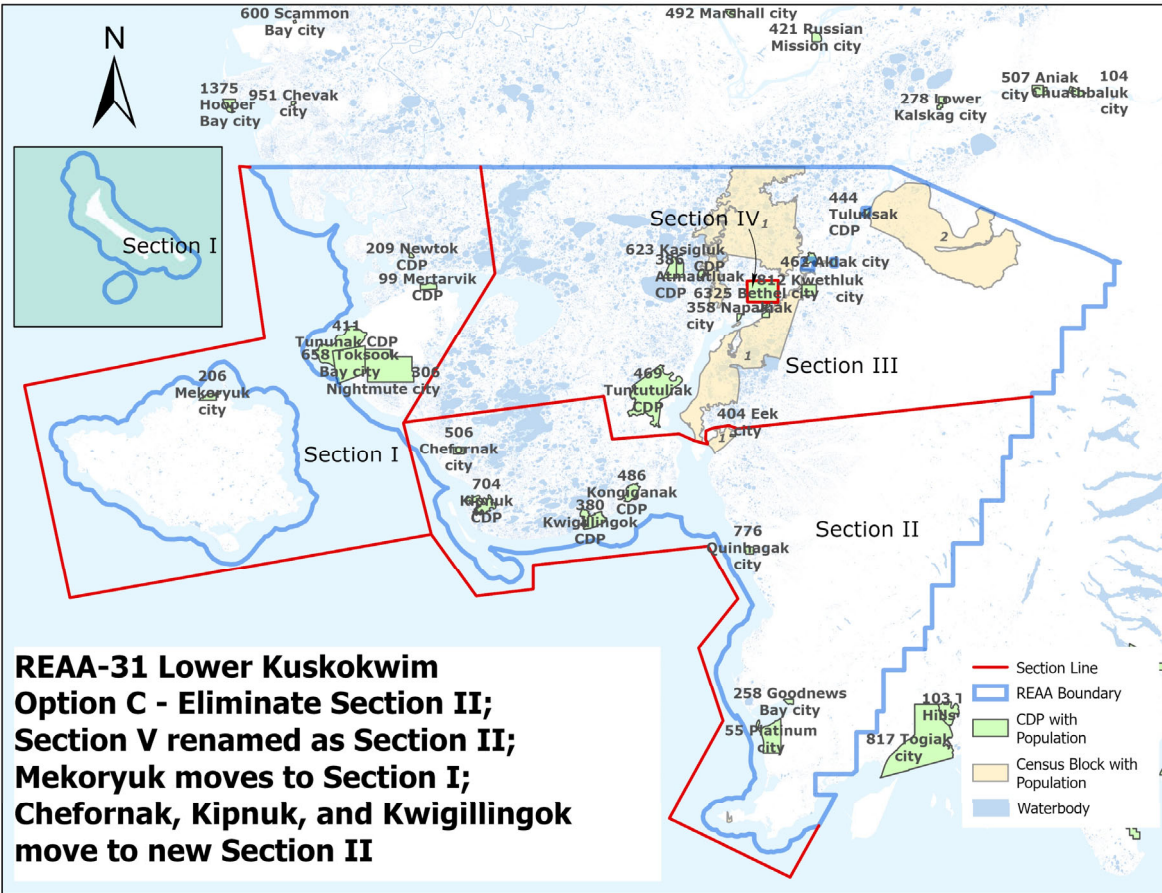 600 Scammon
Bay city
492 Marshall city
421 Russian
Mission city
N
1375
Hooper
Bay city
951 Chevak
city
507 Aniak
city
104
Chuathbaluk
city
278 Lower
Kalskag city
Section I
444
Tuluksak
CDP
Section IV
1
2
209 Newtok
CDP
99 Mertarvik
CDP
623 Kasigluk
CDP
386
Atmautluak
CDP
462 Akiak city
812 Kwethluk
city
6325 Bethel city
358 Napakiak
city
411
Tununak CDP
658 Toksook
Bay city
306
Nightmute city
1
Section III
206
Mekoryuk
city
469
Tuntutuliak
CDP
404 Eek
city
1
Section I
506
Chefornak
city
704
Kipnuk
CDP
486
Kongiganak
CDP
380
Kwigillingok
CDP
776
Quinhagak
city
Section II
REAA-31 Lower Kuskokwim
Option C - Eliminate Section II;
Section V renamed as Section II;
Mekoryuk moves to Section I;
Chefornak, Kipnuk, and Kwigillingok
move to new Section II
258 Goodnews
Bay city
55 Platinum
city
103 T
Hills
817 Togiak
city
Section Line
REAA Boundary
CDP with
Population
Census Block with
Population
Waterbody